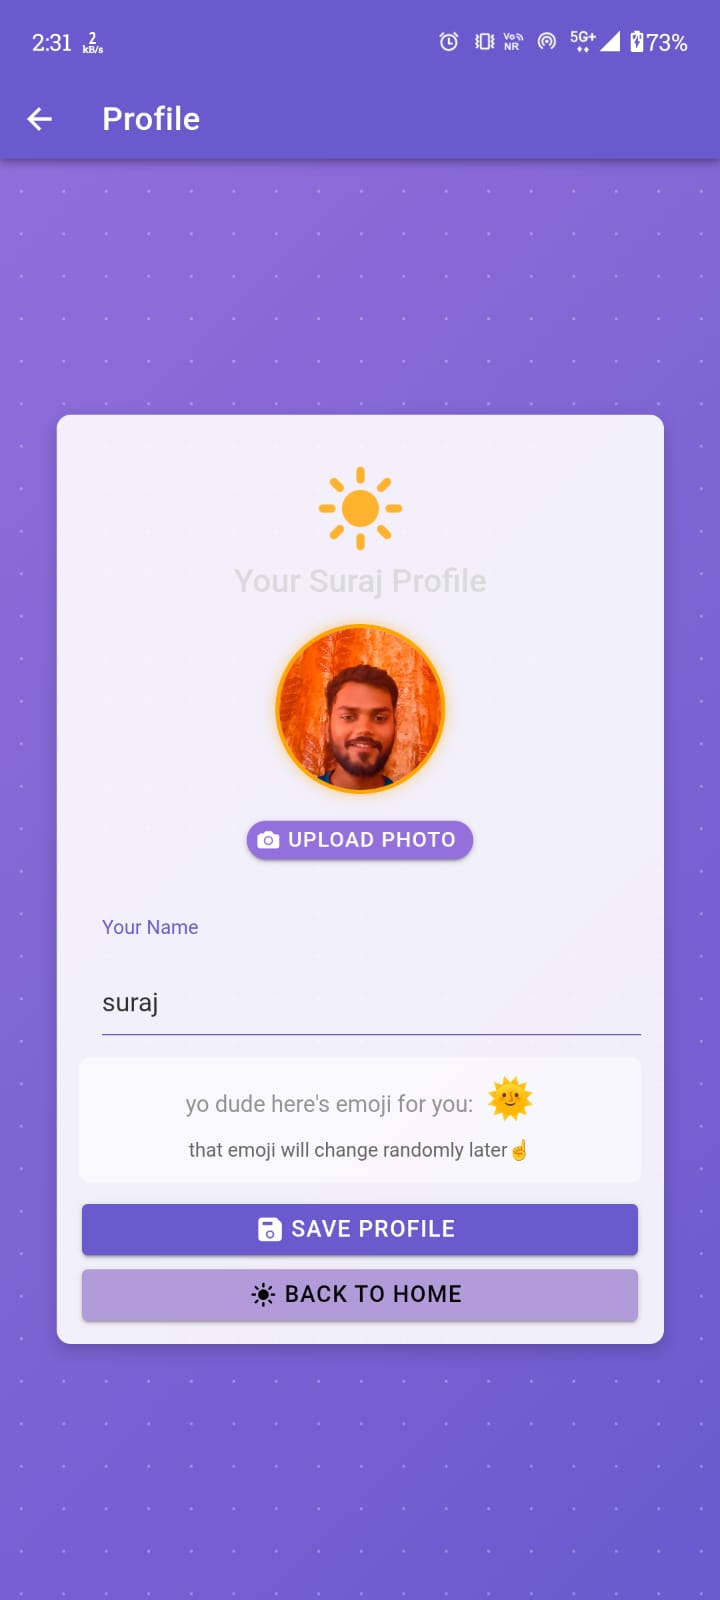 2:31 2 kB/s Vo NR 5G+ 73%
Profile
Your Suraj Profile
UPLOAD PHOTO
Your Name
suraj
yo dude here's emoji for you: 🌞
that emoji will change randomly later☝️
SAVE PROFILE
BACK TO HOME